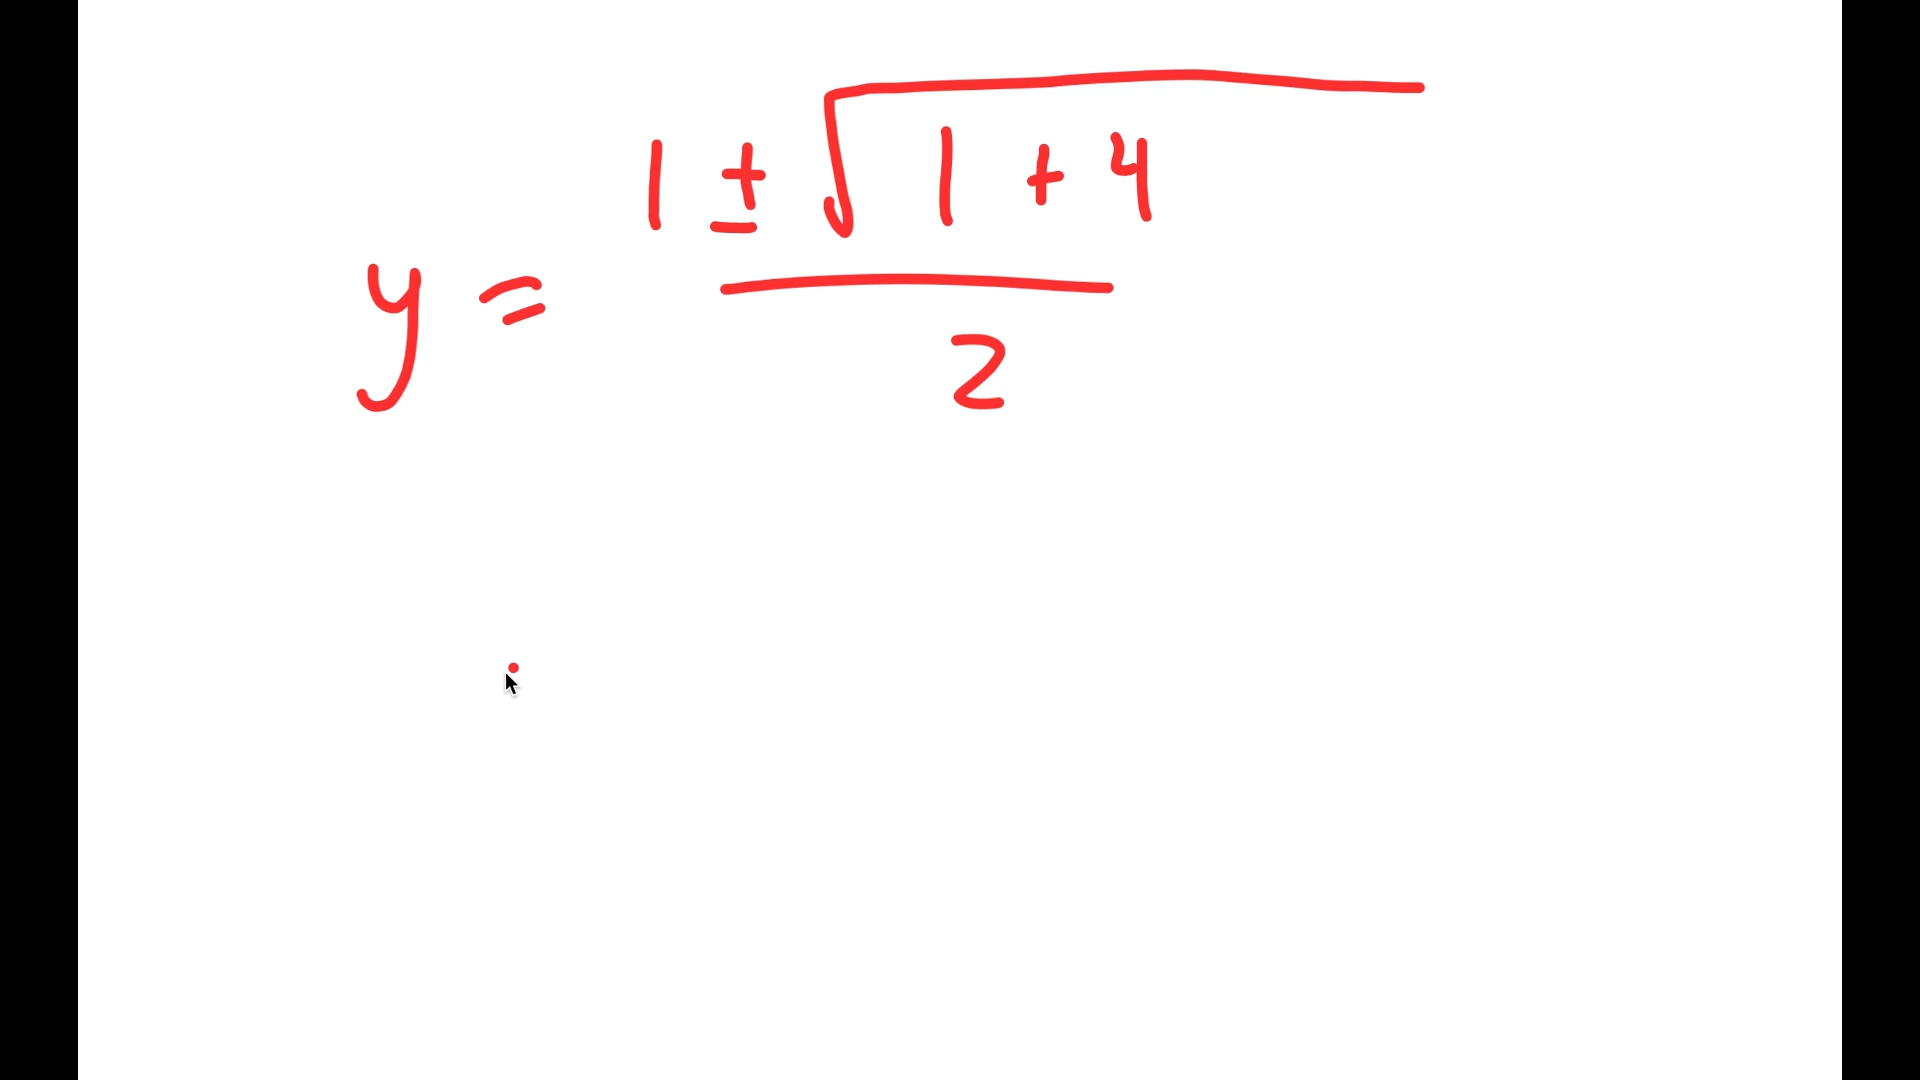 y = (1 ± √(1 + 4)) / 2